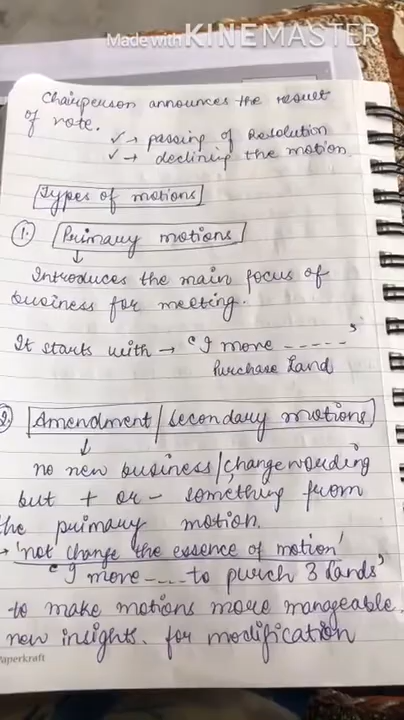 Made with KINEMASTER
Chairperson announces the result
of vote.
✓→ passing of Resolution
✓→ declining the motion.
Types of motions
1. Primary motions
↓
Introduces the main focus of
business for meeting.
It starts with → "I move -----"
Purchase Land
2. Amendment/secondary motions
↓
no new business/change wording
but + or - something from
the primary motion.
→ 'not change the essence of motion'
"I move ---- to purch 3 lands"
to make motions more manageable.
new insights. for modification
Paperkraft